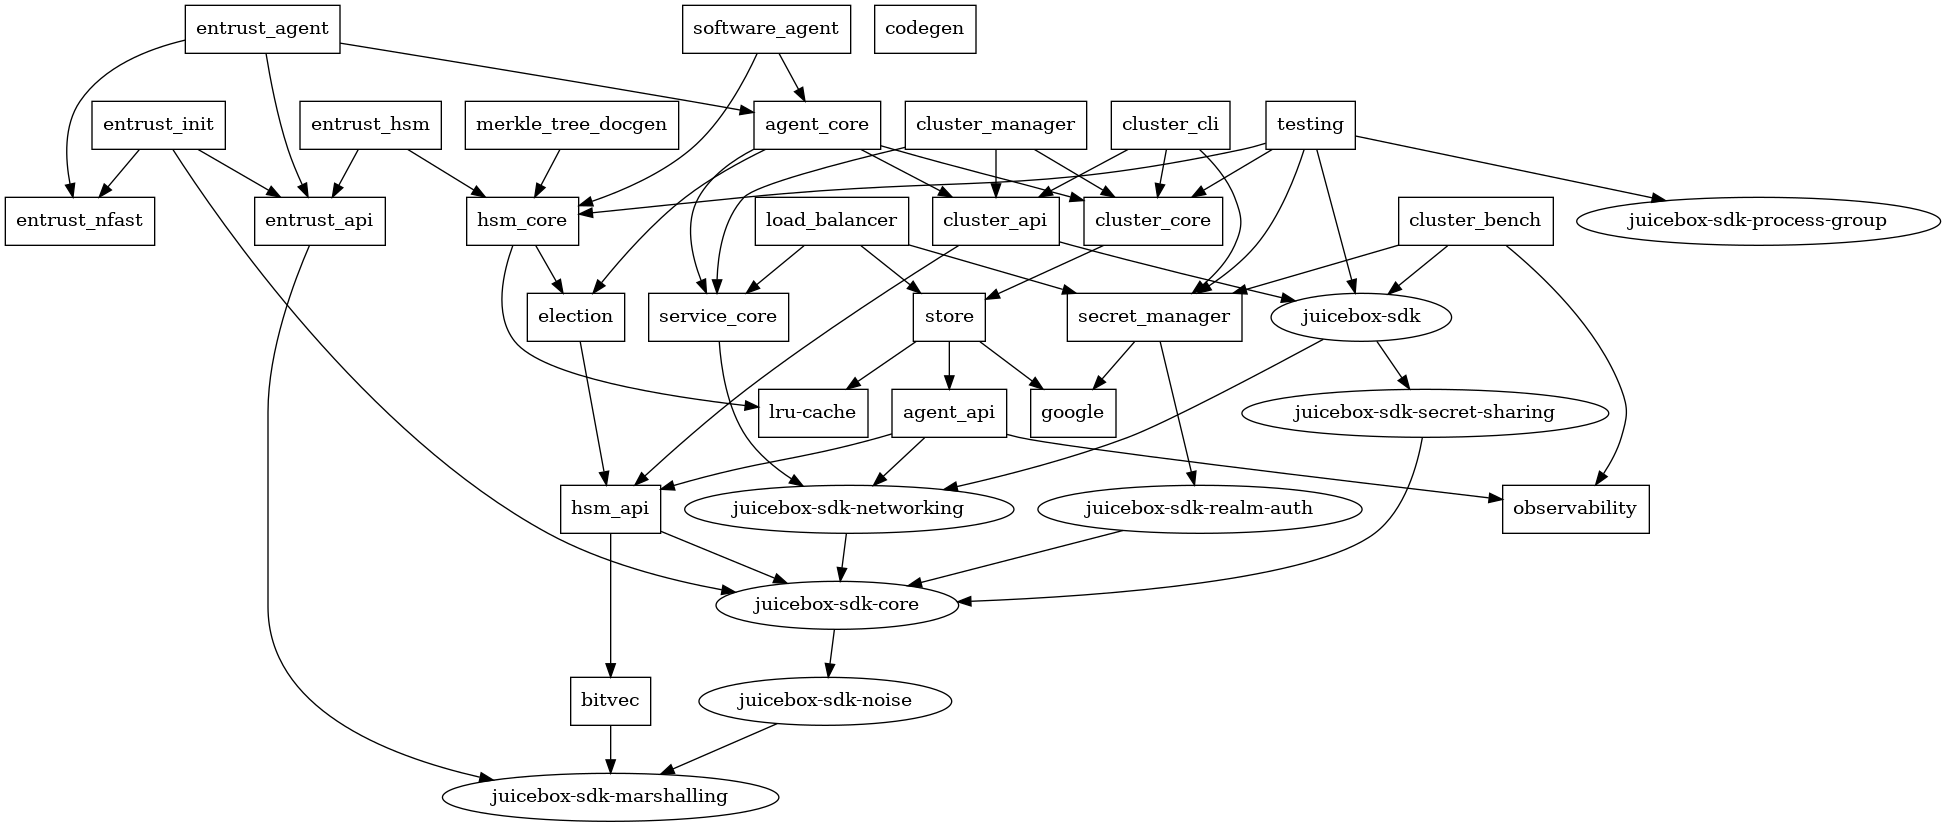 entrust_agent
software_agent
codegen
entrust_init
entrust_hsm
merkle_tree_docgen
agent_core
cluster_manager
cluster_cli
testing
entrust_nfast
entrust_api
hsm_core
load_balancer
cluster_api
cluster_core
cluster_bench
juicebox-sdk-process-group
election
service_core
store
secret_manager
juicebox-sdk
lru-cache
agent_api
google
juicebox-sdk-secret-sharing
hsm_api
juicebox-sdk-networking
juicebox-sdk-realm-auth
observability
juicebox-sdk-core
bitvec
juicebox-sdk-noise
juicebox-sdk-marshalling